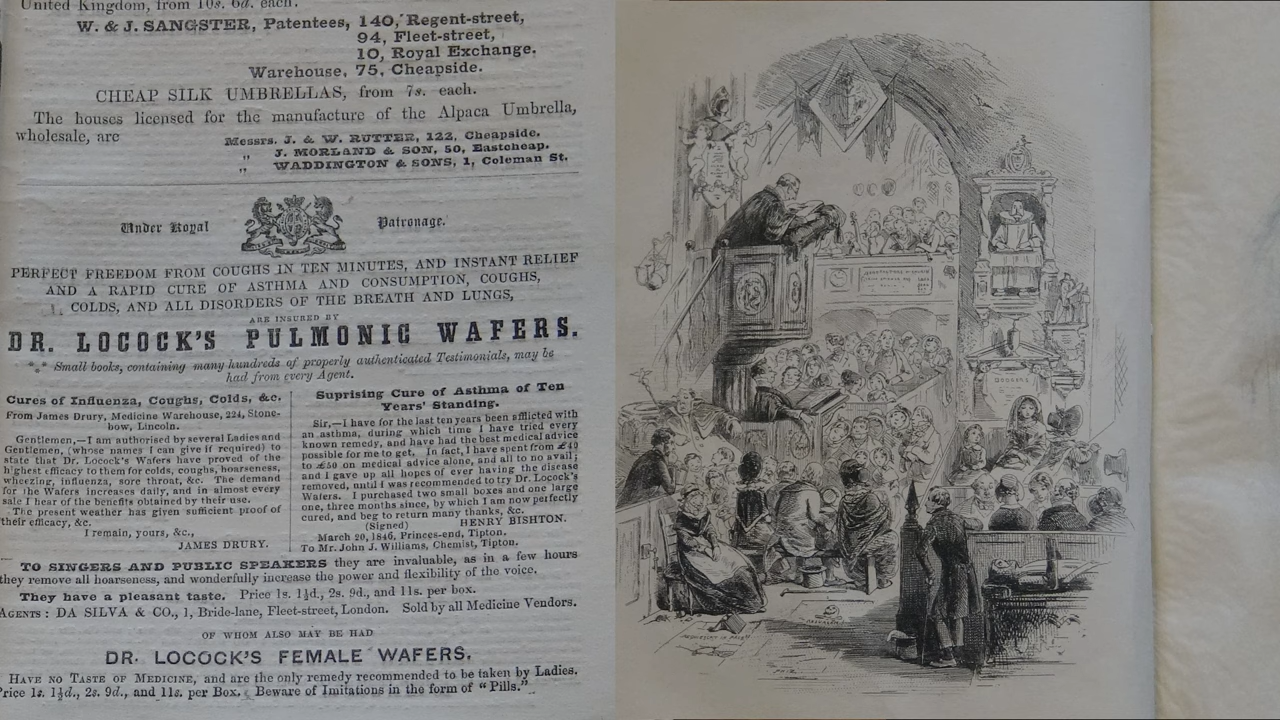 United Kingdom, from 10s. 6d. each.
W. & J. SANGSTER, Patentees, 140, Regent-street,
94, Fleet-street,
10, Royal Exchange.
Warehouse, 75, Cheapside.
CHEAP SILK UMBRELLAS, from 7s. each.
The houses licensed for the manufacture of the Alpaca Umbrella,
wholesale, are
Messrs. J. & W. RUTTER, 122, Cheapside.
„ J. MORLAND & SON, 50, Eastcheap.
„ WADDINGTON & SONS, 1, Coleman St.
Under Royal Patronage.
PERFECT FREEDOM FROM COUGHS IN TEN MINUTES, AND INSTANT RELIEF
AND A RAPID CURE OF ASTHMA AND CONSUMPTION, COUGHS,
COLDS, AND ALL DISORDERS OF THE BREATH AND LUNGS,
ARE INSURED BY
DR. LOCOCK'S PULMONIC WAFERS.
*** Small books, containing many hundreds of properly authenticated Testimonials, may be
had from every Agent.
Cures of Influenza, Coughs, Colds, &c.
From James Drury, Medicine Warehouse, 224, Stone-
bow, Lincoln.
Gentlemen,—I am authorised by several Ladies and
Gentlemen, (whose names I can give if required) to
state that Dr. Locock's Wafers have proved of the
highest efficacy to them for colds, coughs, hoarseness,
wheezing, influenza, sore throat, &c. The demand
for the Wafers increases daily, and in almost every
sale I hear of the benefits obtained by their use.
The present weather has given sufficient proof of
their efficacy, &c.
I remain, yours, &c.,
JAMES DRURY.
Suprising Cure of Asthma of Ten
Years' Standing.
Sir,—I have for the last ten years been afflicted with
an asthma, during which time I have tried every
known remedy, and have had the best medical advice
possible for me to get. In fact, I have spent from £40
to £50 on medical advice alone, and all to no avail;
and I gave up all hopes of ever having the disease
removed, until I was recommended to try Dr. Locock's
Wafers. I purchased two small boxes and one large
one, three months since, by which I am now perfectly
cured, and beg to return many thanks, &c.
(Signed) HENRY BISHTON.
March 20, 1846, Princes-end, Tipton.
To Mr. John J. Williams, Chemist, Tipton.
TO SINGERS AND PUBLIC SPEAKERS they are invaluable, as in a few hours
they remove all hoarseness, and wonderfully increase the power and flexibility of the voice.
They have a pleasant taste. Price 1s. 1½d., 2s. 9d., and 11s. per box.
AGENTS : DA SILVA & CO., 1, Bride-lane, Fleet-street, London. Sold by all Medicine Vendors.
OF WHOM ALSO MAY BE HAD
DR. LOCOCK'S FEMALE WAFERS.
HAVE NO TASTE OF MEDICINE, and are the only remedy recommended to be taken by Ladies.
Price 1s. 1½d., 2s. 9d., and 11s. per Box. Beware of Imitations in the form of "Pills."
PHIZ